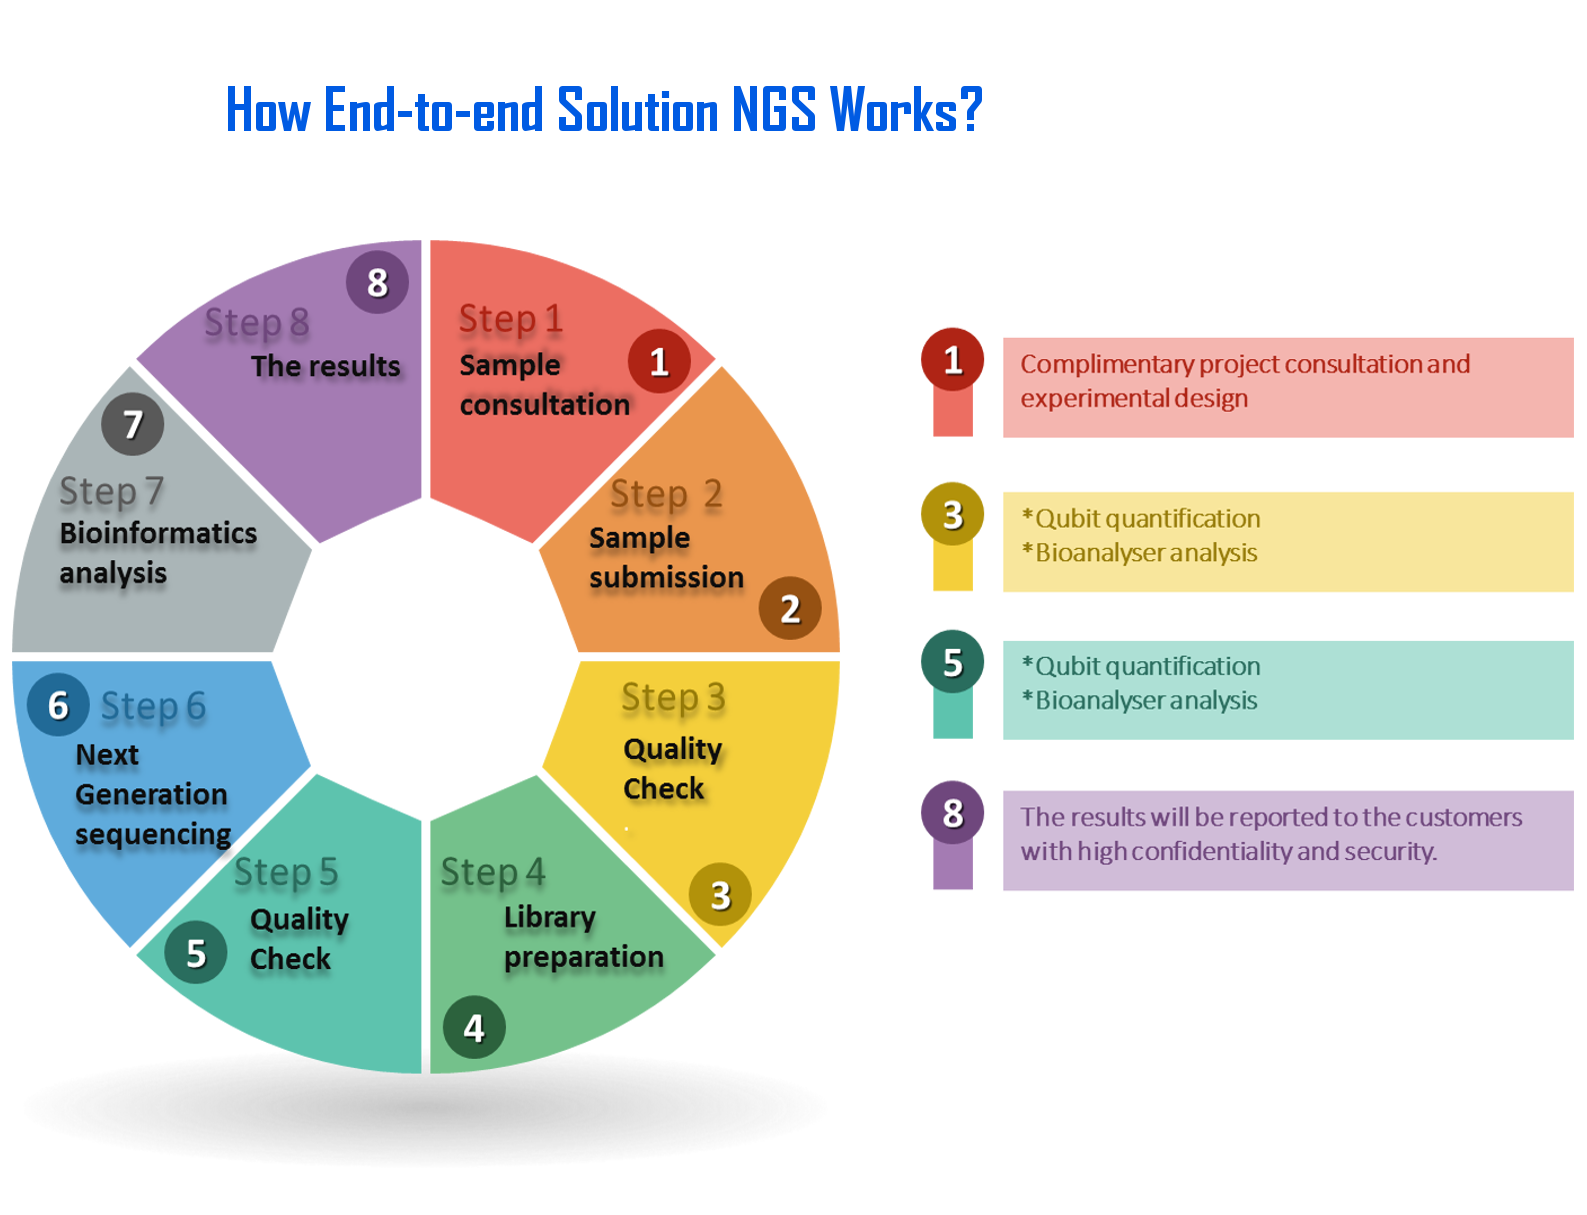 How End-to-end Solution NGS Works?
8
Step 8
The results
Step 1
Sample
consultation
1
7
Step 7
Bioinformatics
analysis
Step 2
Sample
submission
2
6
Step 6
Next
Generation
sequencing
Step 3
Quality
Check
.
3
Step 5
Quality
Check
5
Step 4
Library
preparation
4
1
Complimentary project consultation and
experimental design
3
*Qubit quantification
*Bioanalyser analysis
5
*Qubit quantification
*Bioanalyser analysis
8
The results will be reported to the customers
with high confidentiality and security.